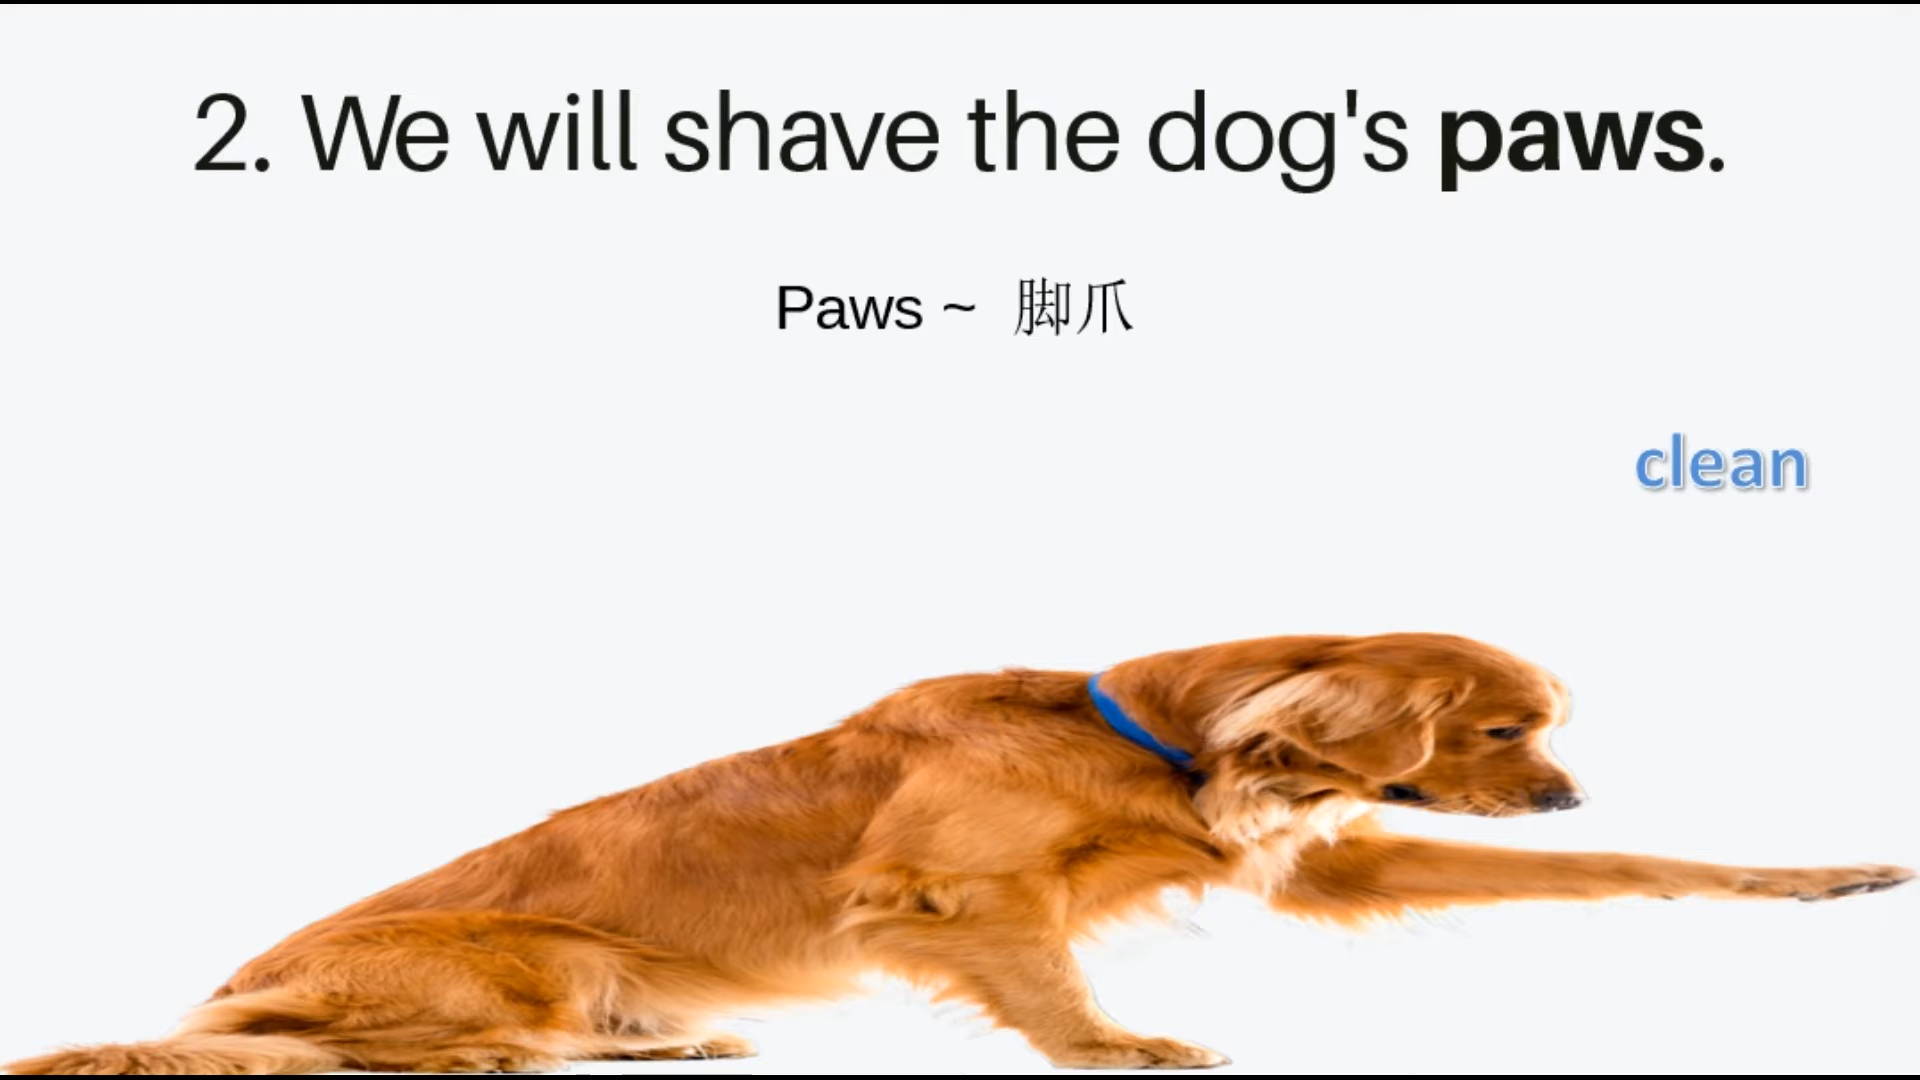 2. We will shave the dog's paws.
Paws ~ 脚爪
clean